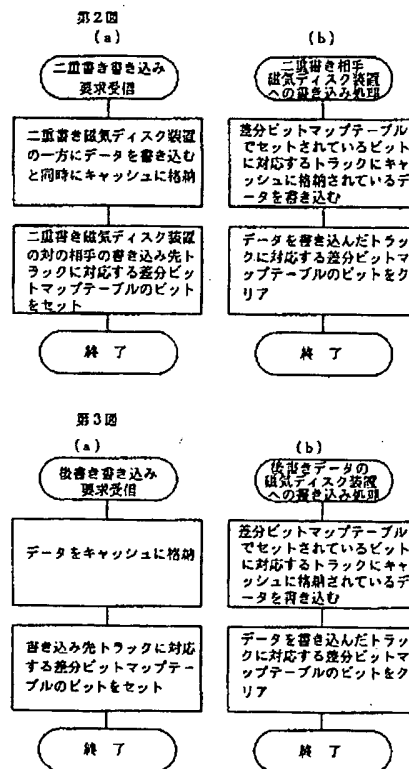 第2図
(a)
二重書き書き込み
要求受信
二重書き磁気ディスク装置
の一方にデータを書き込む
と同時にキャッシュに格納
二重書き磁気ディスク装置
の対の相手の書き込み先ト
ラックに対応する差分ビッ
トマップテーブルのビット
をセット
終 了
(b)
二重書き相手
磁気ディスク装置
への書き込み処理
差分ビットマップテーブル
でセットされているビット
に対応するトラックにキャ
ッシュに格納されているデ
ータを書き込む
データを書き込んだトラッ
クに対応する差分ビットマ
ップテーブルのビットをク
リア
終 了
第3図
(a)
後書き書き込み
要求受信
データをキャッシュに格納
書き込み先トラックに対応
する差分ビットマップテー
ブルのビットをセット
終 了
(b)
後書きデータの
磁気ディスク装置
への書き込み処理
差分ビットマップテーブル
でセットされているビット
に対応するトラックにキャ
ッシュに格納されているデ
ータを書き込む
データを書き込んだトラッ
クに対応する差分ビットマ
ップテーブルのビットをク
リア
終 了